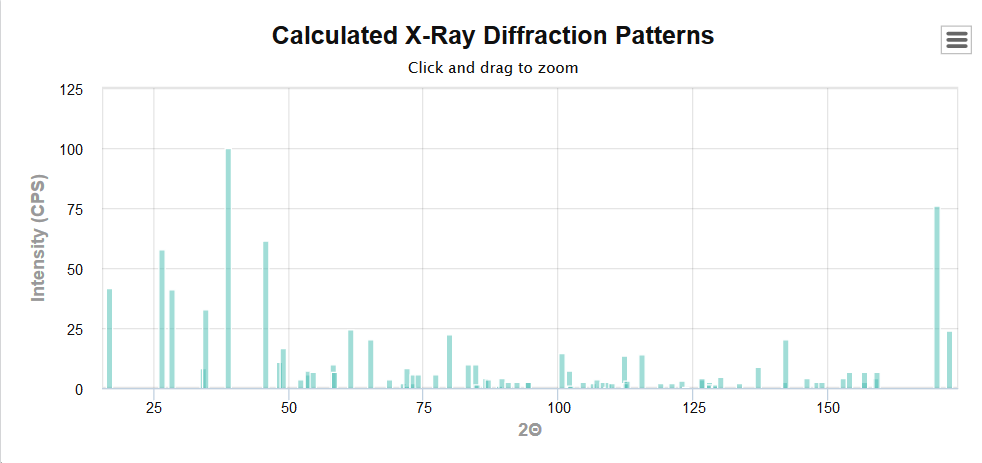 Calculated X-Ray Diffraction Patterns
Click and drag to zoom
125
100
75
50
25
0
Intensity (CPS)
25 50 75 100 125 150
2Θ